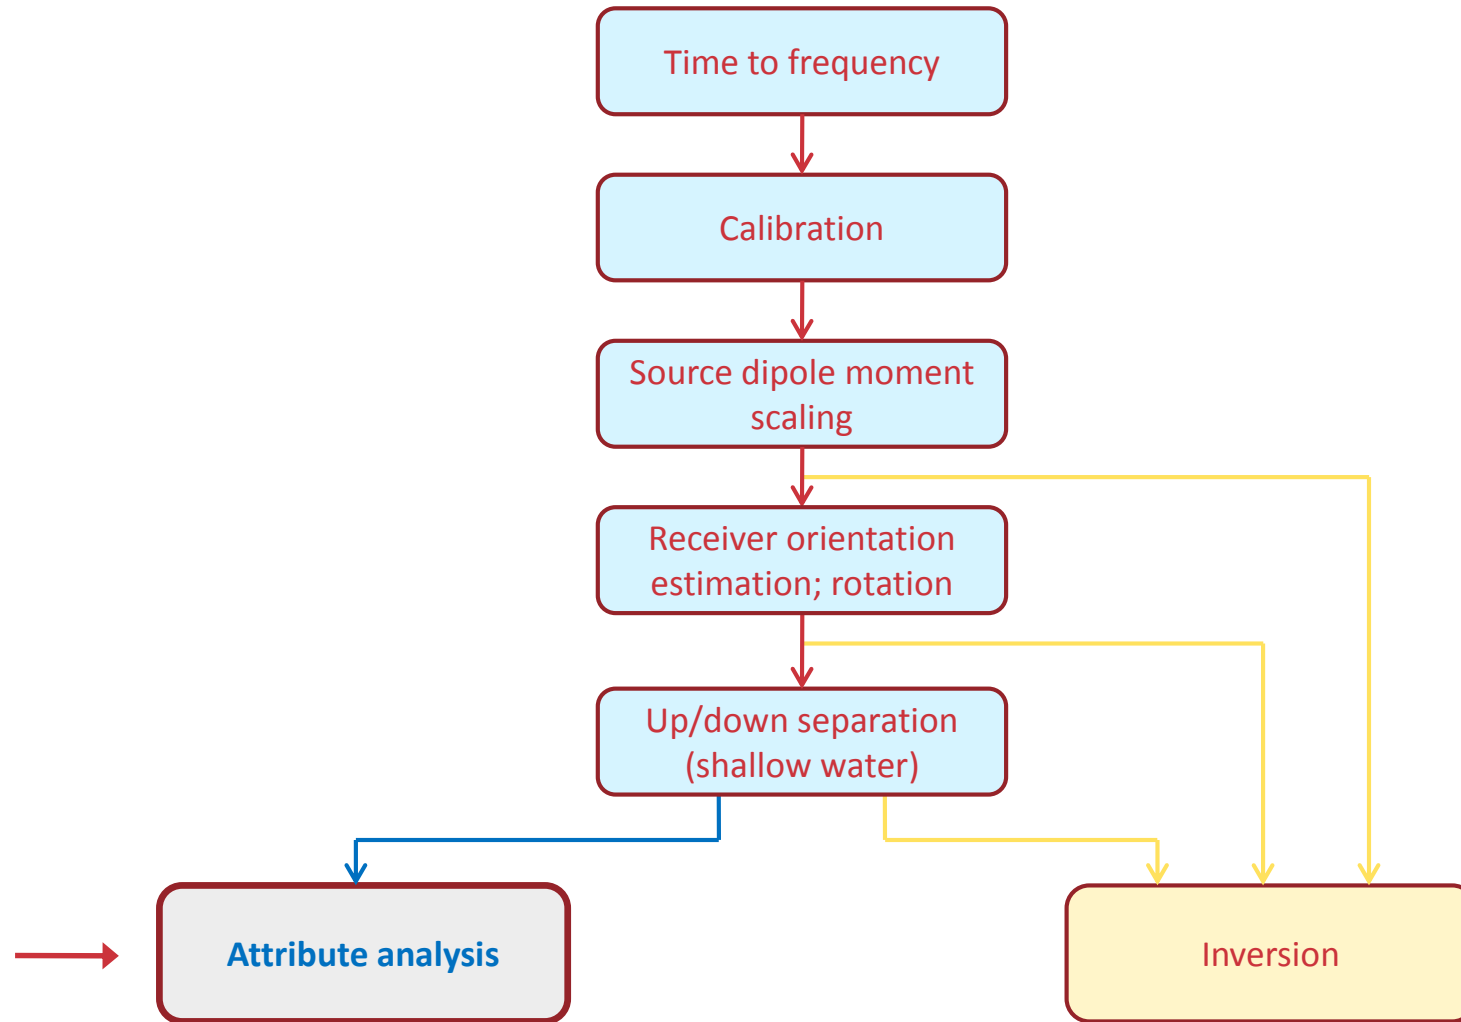 Time to frequency
Calibration
Source dipole moment
scaling
Receiver orientation
estimation; rotation
Up/down separation
(shallow water)
Attribute analysis
Inversion